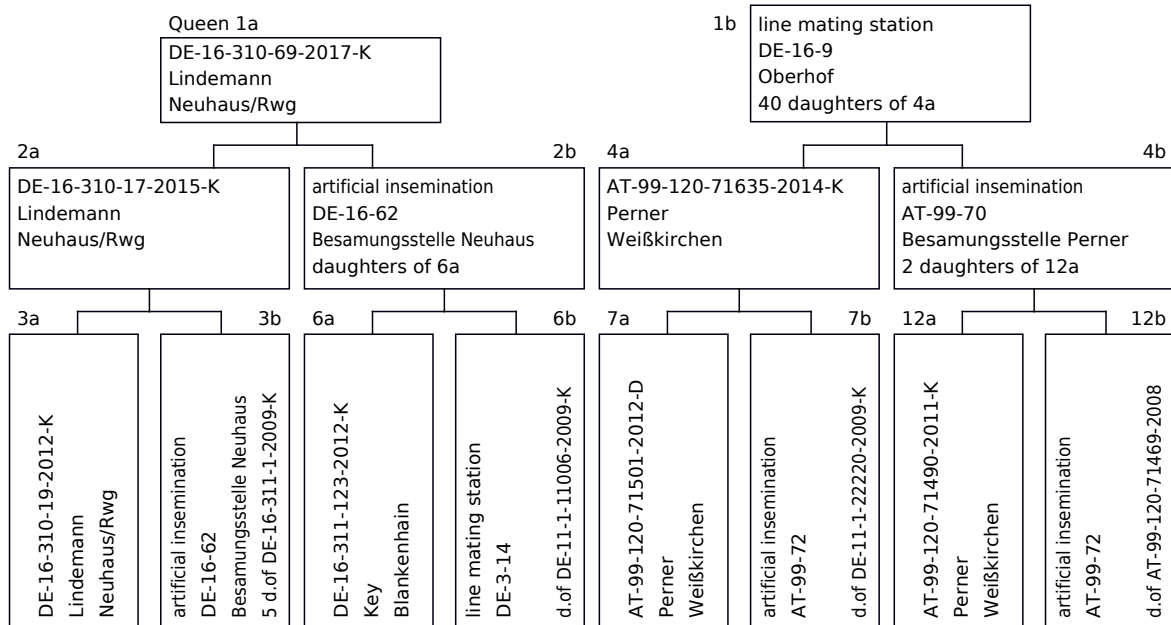 Queen 1a
DE-16-310-69-2017-K
Lindemann
Neuhaus/Rwg
1b
line mating station
DE-16-9
Oberhof
40 daughters of 4a
2a
DE-16-310-17-2015-K
Lindemann
Neuhaus/Rwg
2b
artificial insemination
DE-16-62
Besamungsstelle Neuhaus
daughters of 6a
4a
AT-99-120-71635-2014-K
Perner
Weißkirchen
4b
artificial insemination
AT-99-70
Besamungsstelle Perner
2 daughters of 12a
3a
DE-16-310-19-2012-K
Lindemann
Neuhaus/Rwg
3b
artificial insemination
DE-16-62
Besamungsstelle Neuhaus
5 d.of DE-16-311-1-2009-K
6a
DE-16-311-123-2012-K
Key
Blankenhain
6b
line mating station
DE-3-14
d.of DE-11-1-11006-2009-K
7a
AT-99-120-71501-2012-D
Perner
Weißkirchen
7b
artificial insemination
AT-99-72
d.of DE-11-1-22220-2009-K
12a
AT-99-120-71490-2011-K
Perner
Weißkirchen
12b
artificial insemination
AT-99-72
d.of AT-99-120-71469-2008